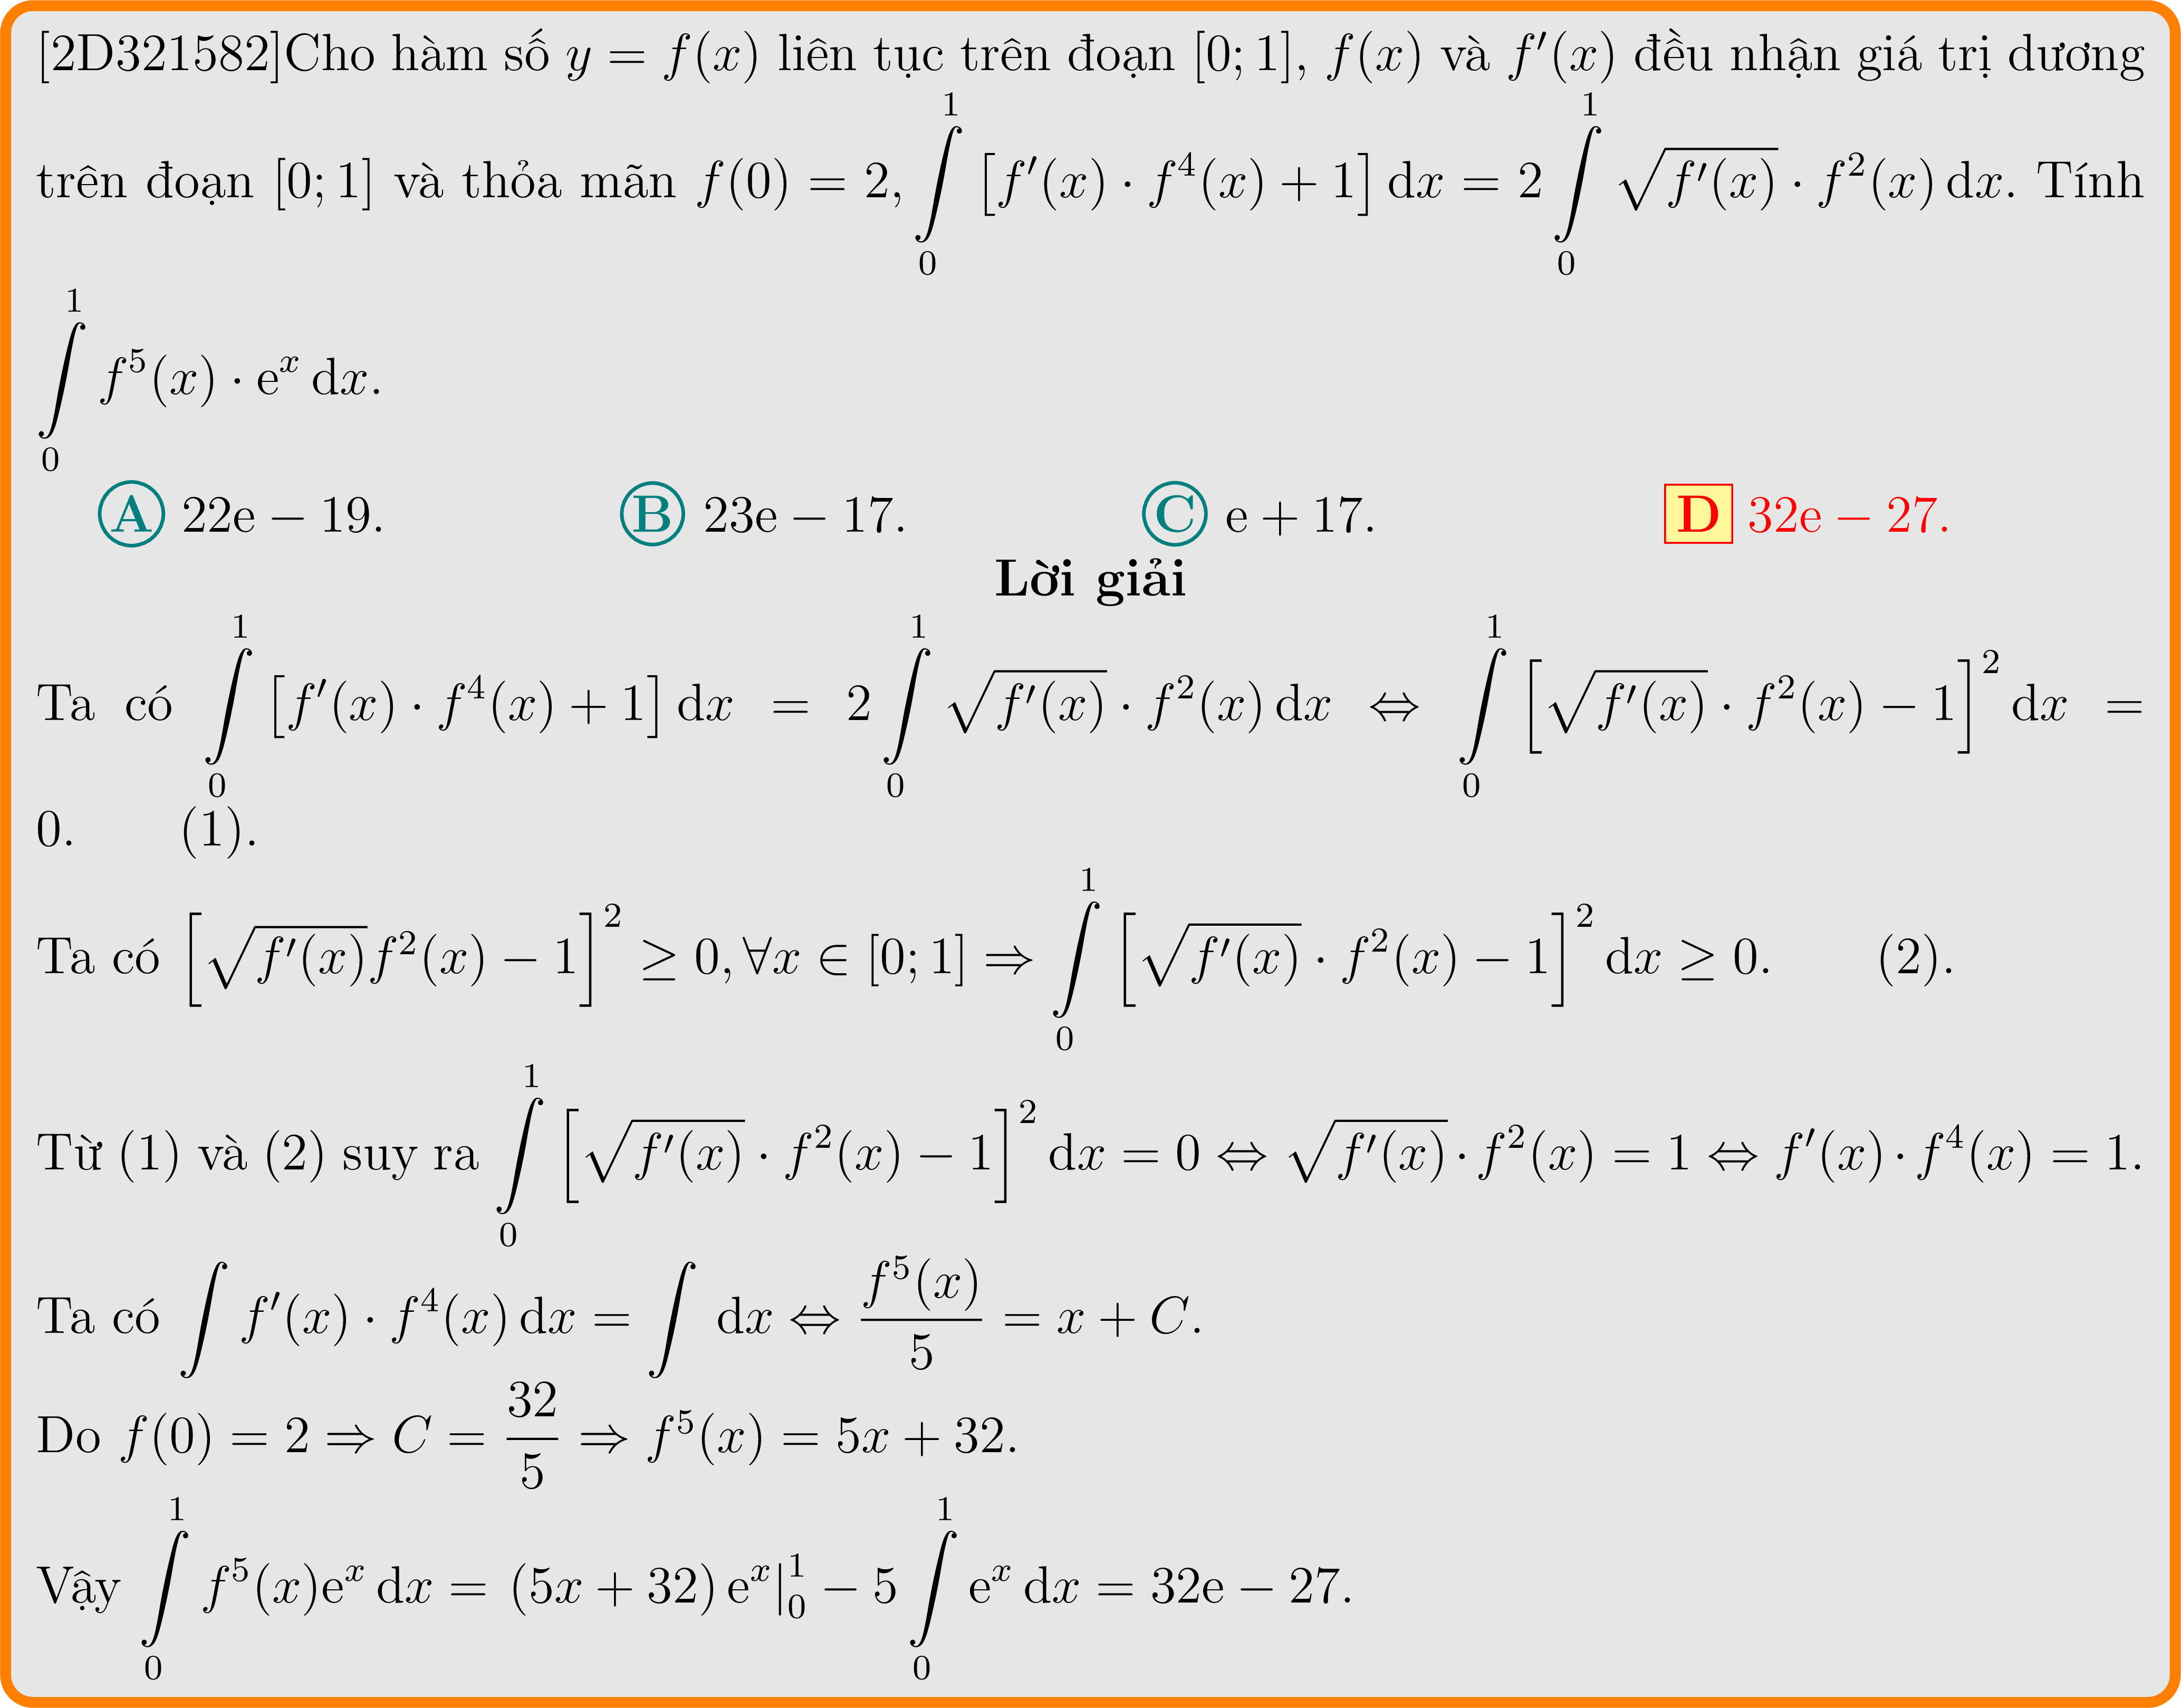 [2D321582]Cho hàm số $y = f(x)$ liên tục trên đoạn $[0;1]$, $f(x)$ và $f'(x)$ đều nhận giá trị dương
trên đoạn $[0;1]$ và thỏa mãn $f(0) = 2$, $\int\limits_0^1 \left[f'(x) \cdot f^4(x) + 1\right] \mathrm{d}x = 2\int\limits_0^1 \sqrt{f'(x)} \cdot f^2(x)\,\mathrm{d}x$. Tính
$\int\limits_0^1 f^5(x) \cdot \mathrm{e}^x\,\mathrm{d}x$.
A $22\mathrm{e} - 19$. B $23\mathrm{e} - 17$. C $\mathrm{e} + 17$. D $32\mathrm{e} - 27$.
Lời giải
Ta có $\int\limits_0^1 \left[f'(x) \cdot f^4(x) + 1\right] \mathrm{d}x = 2\int\limits_0^1 \sqrt{f'(x)} \cdot f^2(x)\,\mathrm{d}x \Leftrightarrow \int\limits_0^1 \left[\sqrt{f'(x)} \cdot f^2(x) - 1\right]^2 \mathrm{d}x =$
$0$. (1).
Ta có $\left[\sqrt{f'(x)}f^2(x) - 1\right]^2 \geq 0, \forall x \in [0;1] \Rightarrow \int\limits_0^1 \left[\sqrt{f'(x)} \cdot f^2(x) - 1\right]^2 \mathrm{d}x \geq 0$. (2).
Từ (1) và (2) suy ra $\int\limits_0^1 \left[\sqrt{f'(x)} \cdot f^2(x) - 1\right]^2 \mathrm{d}x = 0 \Leftrightarrow \sqrt{f'(x)} \cdot f^2(x) = 1 \Leftrightarrow f'(x) \cdot f^4(x) = 1$.
Ta có $\int f'(x) \cdot f^4(x)\,\mathrm{d}x = \int \mathrm{d}x \Leftrightarrow \dfrac{f^5(x)}{5} = x + C$.
Do $f(0) = 2 \Rightarrow C = \dfrac{32}{5} \Rightarrow f^5(x) = 5x + 32$.
Vậy $\int\limits_0^1 f^5(x)\mathrm{e}^x\,\mathrm{d}x = (5x + 32)\,\mathrm{e}^x\big|_0^1 - 5\int\limits_0^1 \mathrm{e}^x\,\mathrm{d}x = 32\mathrm{e} - 27$.